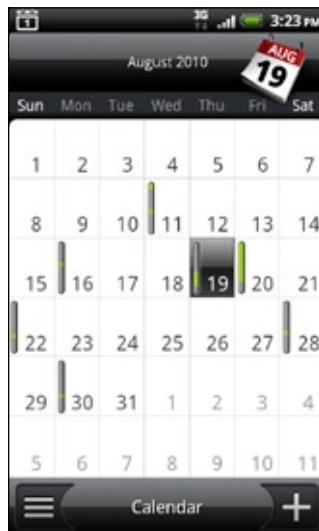 1
3G
3:23 PM
August 2010
AUG
19
Sun Mon Tue Wed Thu Fri Sat
1 2 3 4 5 6 7
8 9 10 11 12 13 14
15 16 17 18 19 20 21
22 23 24 25 26 27 28
29 30 31 1 2 3 4
5 6 7 8 9 10 11
Calendar